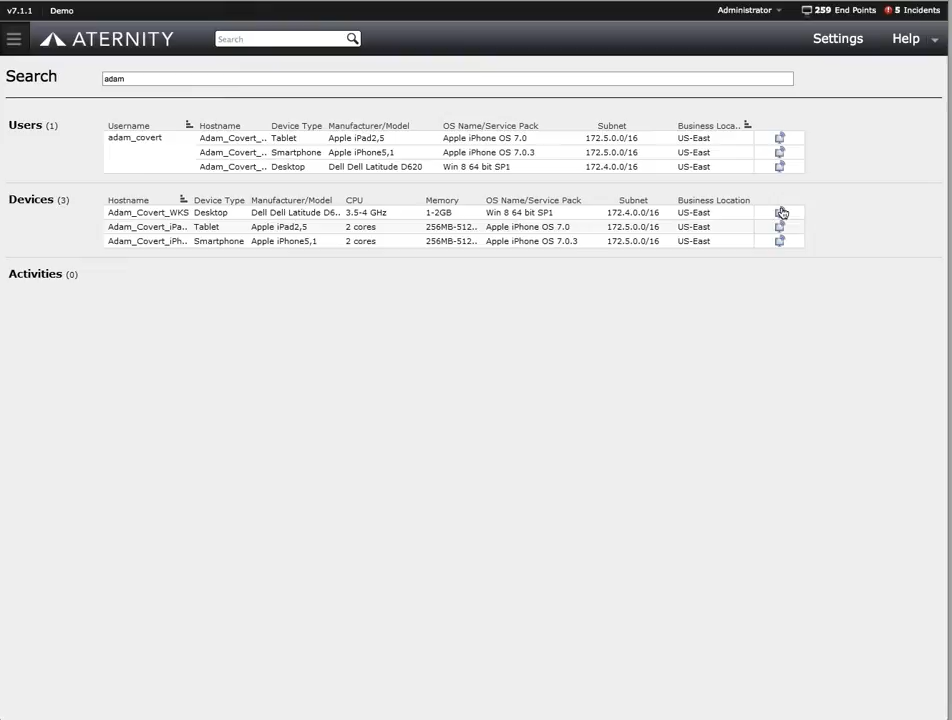 v7.1.1 Demo Administrator 259 End Points 5 Incidents
ATERNITY Search Settings Help
Search adam
Users (1) Username Hostname Device Type Manufacturer/Model OS Name/Service Pack Subnet Business Loca..
adam_covert Adam_Covert_.. Tablet Apple iPad2,5 Apple iPhone OS 7.0 172.5.0.0/16 US-East
Adam_Covert_.. Smartphone Apple iPhone5,1 Apple iPhone OS 7.0.3 172.5.0.0/16 US-East
Adam_Covert_.. Desktop Dell Dell Latitude D620 Win 8 64 bit SP1 172.4.0.0/16 US-East
Devices (3) Hostname Device Type Manufacturer/Model CPU Memory OS Name/Service Pack Subnet Business Location
Adam_Covert_WKS Desktop Dell Dell Latitude D6.. 3.5-4 GHz 1-2GB Win 8 64 bit SP1 172.4.0.0/16 US-East
Adam_Covert_iPa.. Tablet Apple iPad2,5 2 cores 256MB-512.. Apple iPhone OS 7.0 172.5.0.0/16 US-East
Adam_Covert_iPh.. Smartphone Apple iPhone5,1 2 cores 256MB-512.. Apple iPhone OS 7.0.3 172.5.0.0/16 US-East
Activities (0)